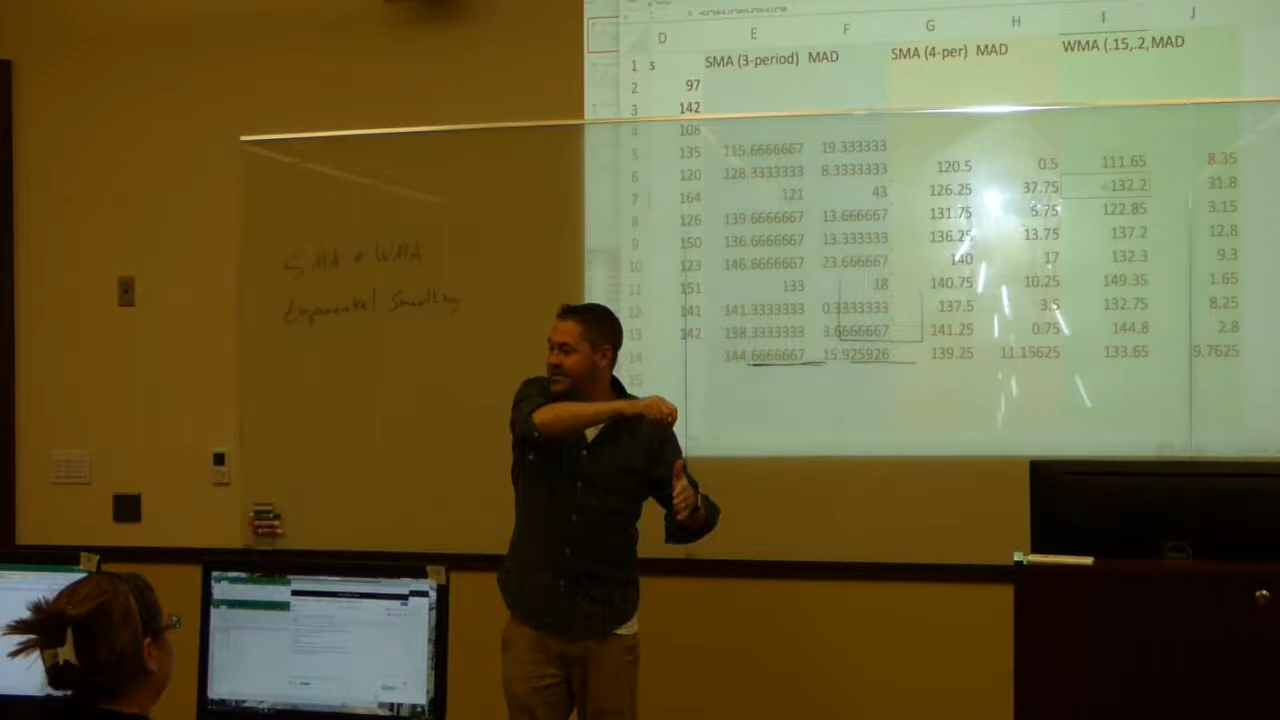 D E F G H I J
1 s SMA (3-period) MAD SMA (4-per) MAD WMA (.15,.2, MAD
2 97
3 142
4 108
5 135 115.6666667 19.333333
6 120 128.3333333 8.3333333 120.5 0.5 111.65 8.35
7 164 121 43 126.25 37.75 132.2 31.8
8 126 139.6666667 13.666667 131.75 5.75 122.85 3.15
9 150 136.6666667 13.333333 136.25 13.75 137.2 12.8
10 123 146.6666667 23.666667 140 17 132.3 9.3
11 151 133 18 140.75 10.25 149.35 1.65
12 141 141.3333333 0.3333333 137.5 3.5 132.75 8.25
13 142 138.3333333 3.6666667 141.25 0.75 144.8 2.8
14 144.6666667 15.925926 139.25 11.15625 133.65 9.7625
15
SMA + WMA
Exponential Smoothing